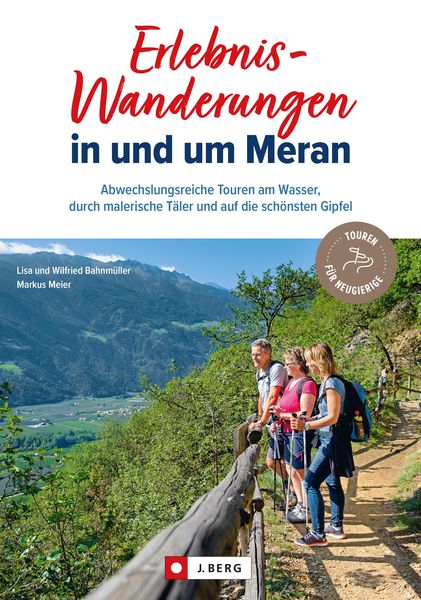 Erlebnis-
Wanderungen
in und um Meran
Abwechslungsreiche Touren am Wasser,
durch malerische Täler und auf die schönsten Gipfel
TOUREN
FÜR NEUGIERIGE
Lisa und Wilfried Bahnmüller
Markus Meier
J. BERG